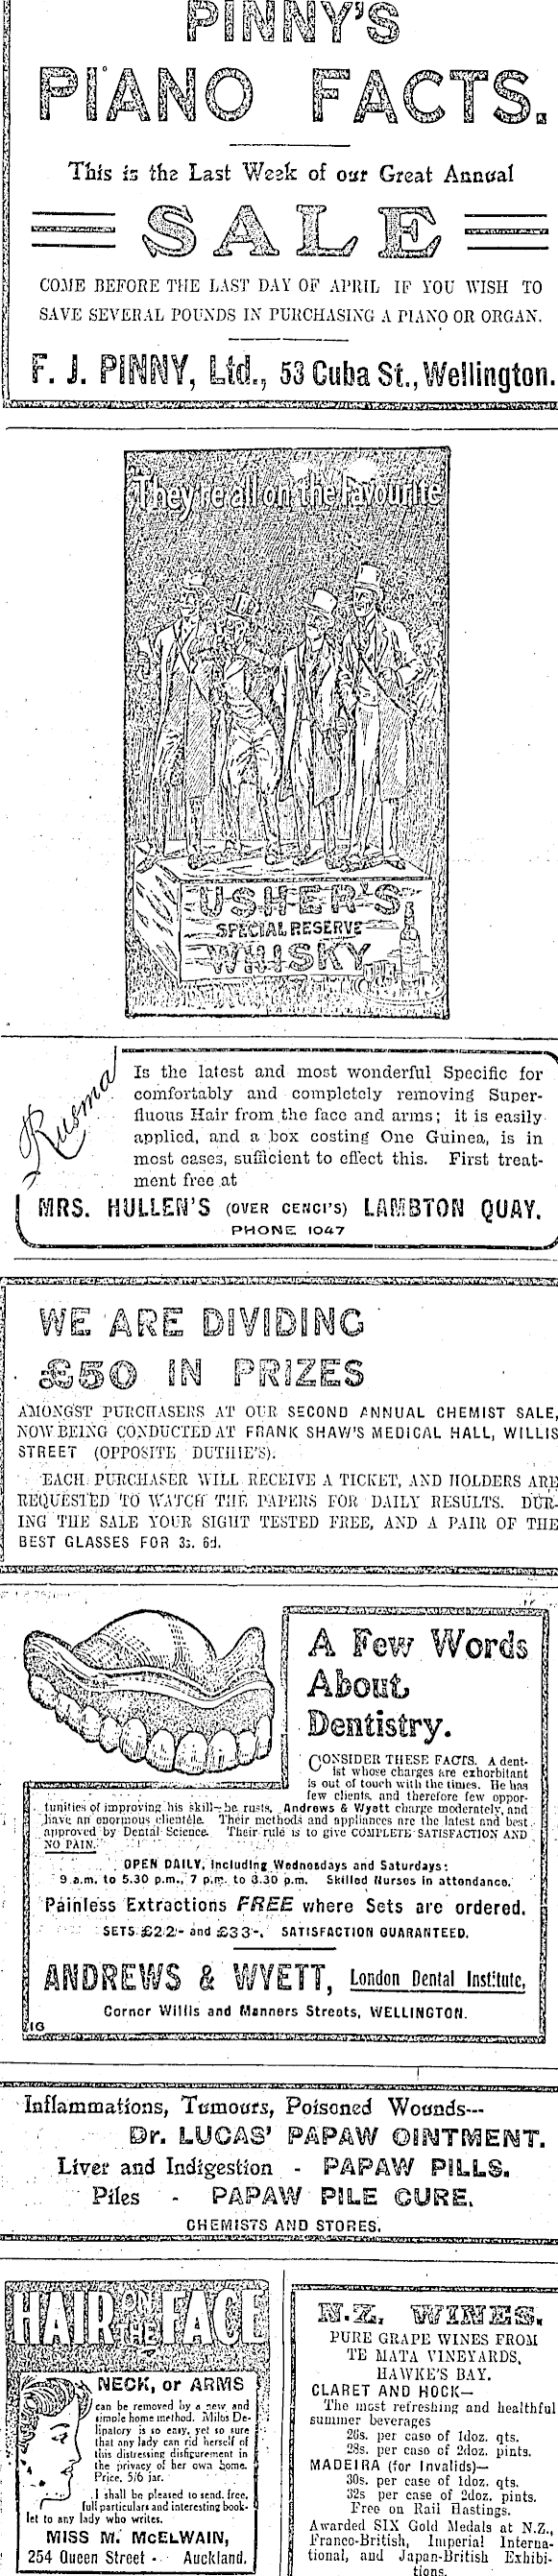 PINNY'S
PIANO FACTS.
This is the Last Week of our Great Annual
SALE
COME BEFORE THE LAST DAY OF APRIL IF YOU WISH TO
SAVE SEVERAL POUNDS IN PURCHASING A PIANO OR ORGAN.
F. J. PINNY, Ltd., 53 Cuba St., Wellington.
They're all on the Favourite
USHER'S
SPECIAL RESERVE
WHISKY
Rusma
Is the latest and most wonderful Specific for
comfortably and completely removing Super-
fluous Hair from the face and arms; it is easily
applied, and a box costing One Guinea, is in
most cases, sufficient to effect this. First treat-
ment free at
MRS. HULLEN'S (OVER CENCI'S) LAMBTON QUAY.
PHONE 1047
WE ARE DIVIDING
£50 IN PRIZES
AMONGST PURCHASERS AT OUR SECOND ANNUAL CHEMIST SALE,
NOW BEING CONDUCTED AT FRANK SHAW'S MEDICAL HALL, WILLIS
STREET (OPPOSITE DUTHIE'S).
EACH PURCHASER WILL RECEIVE A TICKET, AND HOLDERS ARE
REQUESTED TO WATCH THE PAPERS FOR DAILY RESULTS. DUR-
ING THE SALE YOUR SIGHT TESTED FREE, AND A PAIR OF THE
BEST GLASSES FOR 3s. 6d.
A Few Words
About
Dentistry.
CONSIDER THESE FACTS. A dent-
ist whose charges are exhorbitant
is out of touch with the times. He has
few clients, and therefore few oppor-
tunities of improving his skill—he rusts. Andrews & Wyett charge moderately, and
have an enormous clientéle. Their methods and appliances are the latest and best
approved by Dental Science. Their rule is to give COMPLETE SATISFACTION AND
NO PAIN.
OPEN DAILY, including Wednesdays and Saturdays:
9 a.m. to 5.30 p.m., 7 p.m. to 8.30 p.m. Skilled Nurses in attendance.
Painless Extractions FREE where Sets are ordered.
SETS £2 2/- and £3 3-. SATISFACTION GUARANTEED.
ANDREWS & WYETT, London Dental Institute,
Corner Willis and Manners Streets, WELLINGTON.
16
Inflammations, Tumours, Poisoned Wounds---
Dr. LUCAS' PAPAW OINTMENT.
Liver and Indigestion - PAPAW PILLS.
Piles - PAPAW PILE CURE.
CHEMISTS AND STORES.
HAIR ON THE FACE
NECK, or ARMS
can be removed by a new and
simple home method. Milus De-
lipatory is so easy, yet so sure
that any lady can rid herself of
this distressing disfigurement in
the privacy of her own home.
Price, 5/6 jar.
I shall be pleased to send, free,
full particulars and interesting book-
let to any lady who writes.
MISS M. McELWAIN,
254 Queen Street - Auckland.
N.Z. WINES.
PURE GRAPE WINES FROM
TE MATA VINEYARDS,
HAWKE'S BAY.
CLARET AND HOCK—
The most refreshing and healthful
summer beverages
26s. per case of 1doz. qts.
28s. per case of 2doz. pints.
MADEIRA (for Invalids)—
30s. per case of 1doz. qts.
32s per case of 2doz. pints.
Free on Rail Hastings.
Awarded SIX Gold Medals at N.Z.,
Franco-British, Imperial Interna-
tional, and Japan-British Exhibi-
tions.